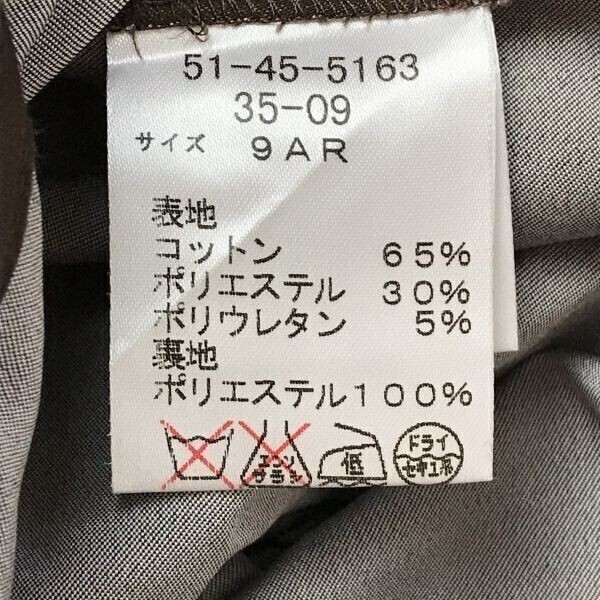 51-45-5163
35-09
サイズ 9AR
表地
コットン 65%
ポリエステル 30%
ポリウレタン 5%
裏地
ポリエステル100%
エンソ
サラシ
低
ドライ
セキユ系